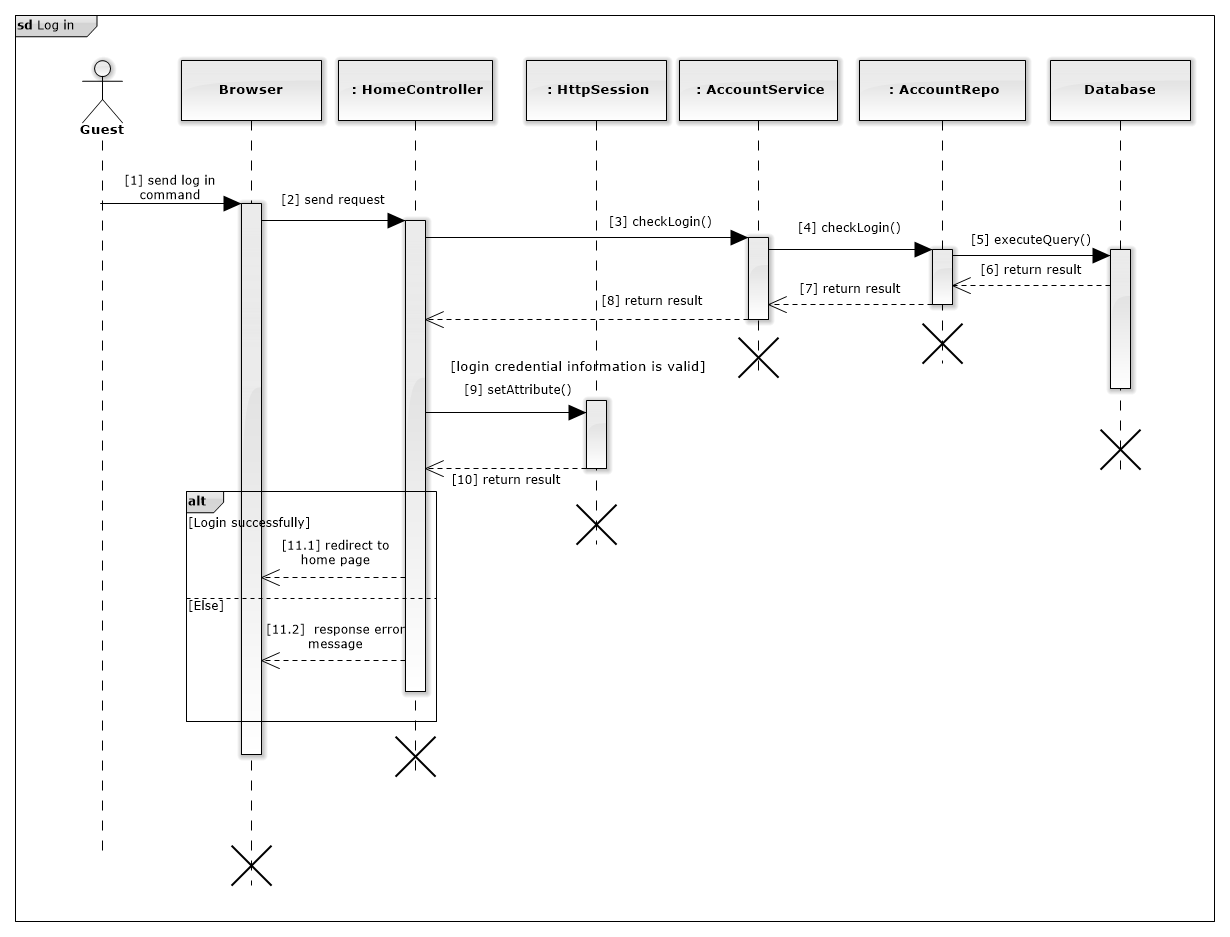 sd Log in
Guest
Browser
: HomeController
: HttpSession
: AccountService
: AccountRepo
Database
[1] send log in
command
[2] send request
[3] checkLogin()
[4] checkLogin()
[5] executeQuery()
[6] return result
[7] return result
[8] return result
[login credential information is valid]
[9] setAttribute()
[10] return result
alt
[Login successfully]
[11.1] redirect to
home page
[Else]
[11.2]  response error
message